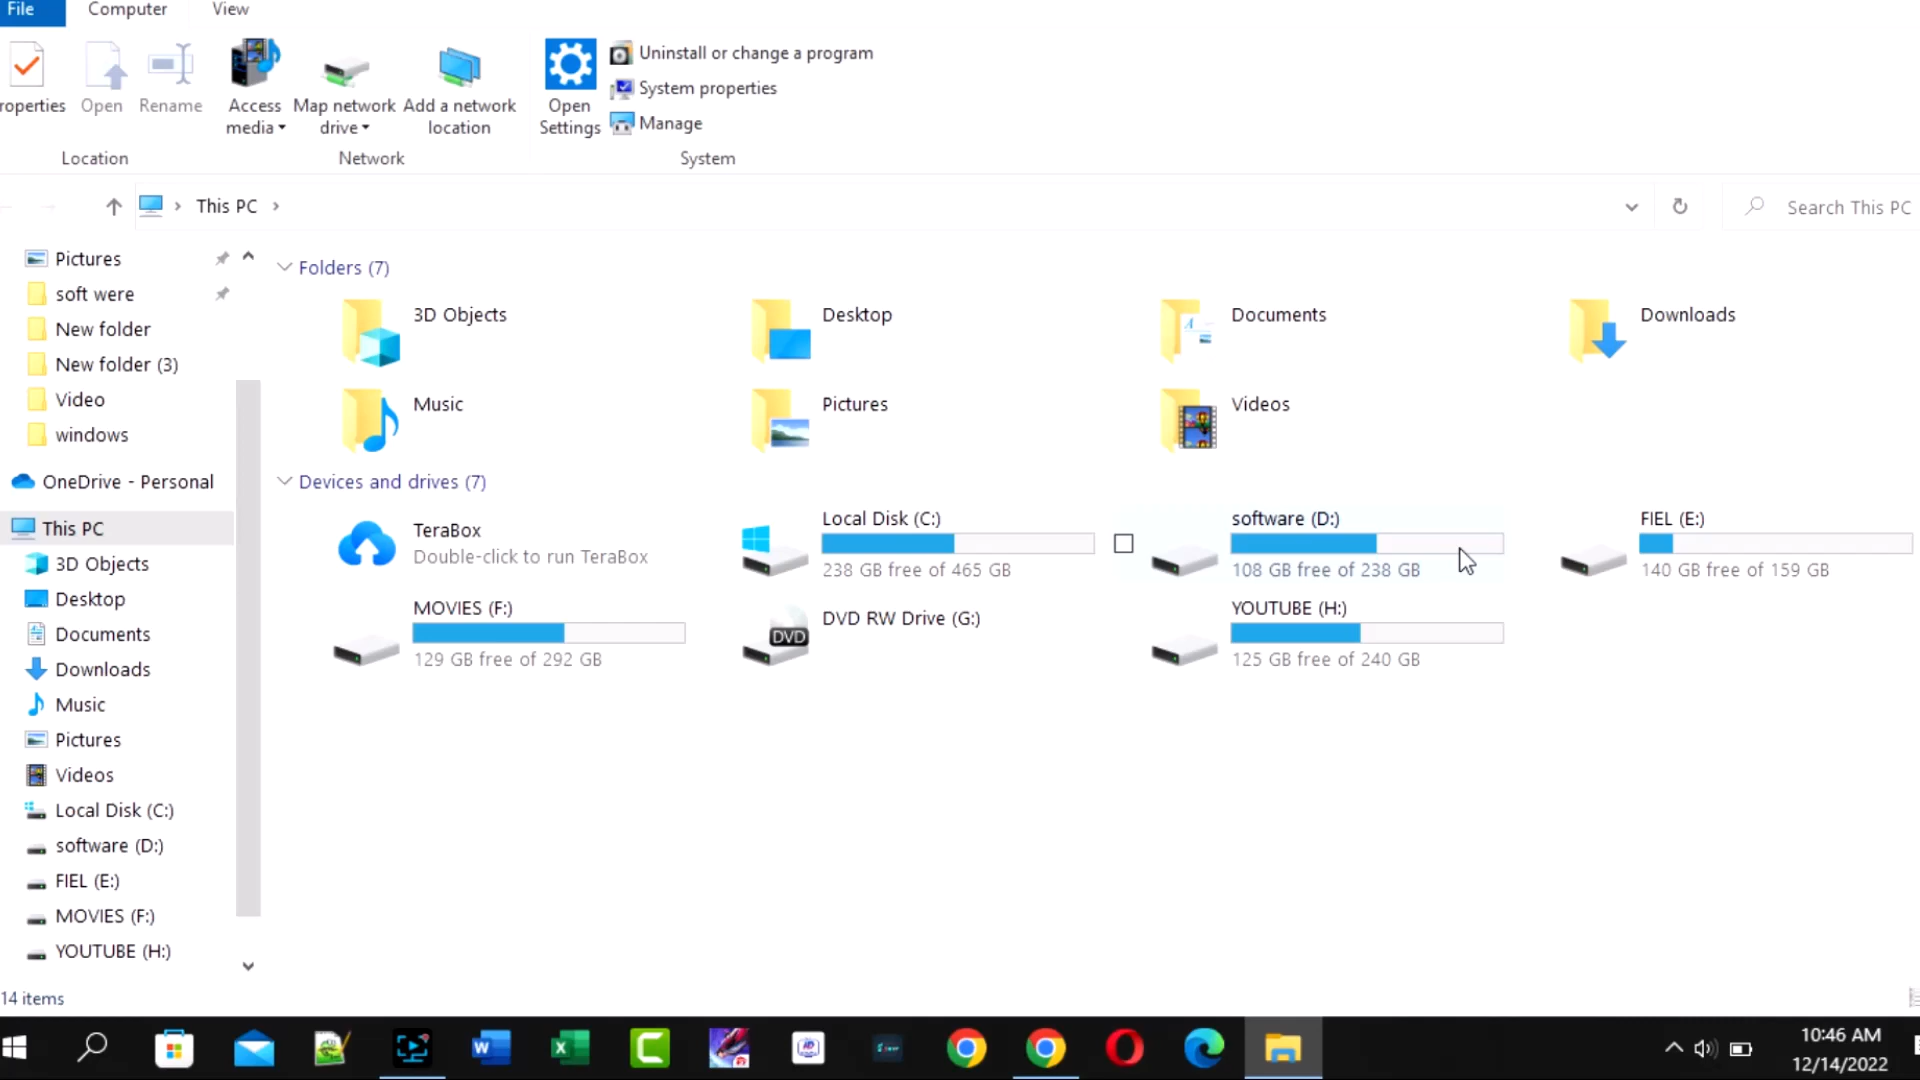 File Computer View
Uninstall or change a program
System properties
Manage
roperties Open Rename Access media Map network drive Add a network location Open Settings
Location Network System
This PC
Search This PC
Pictures
soft were
New folder
New folder (3)
Video
windows
OneDrive - Personal
This PC
3D Objects
Desktop
Documents
Downloads
Music
Pictures
Videos
Local Disk (C:)
software (D:)
FIEL (E:)
MOVIES (F:)
YOUTUBE (H:)
Folders (7)
3D Objects Desktop Documents Downloads
Music Pictures Videos
Devices and drives (7)
TeraBox
Double-click to run TeraBox
Local Disk (C:)
238 GB free of 465 GB
software (D:)
108 GB free of 238 GB
FIEL (E:)
140 GB free of 159 GB
MOVIES (F:)
129 GB free of 292 GB
DVD
DVD RW Drive (G:)
YOUTUBE (H:)
125 GB free of 240 GB
14 items
10:46 AM
12/14/2022